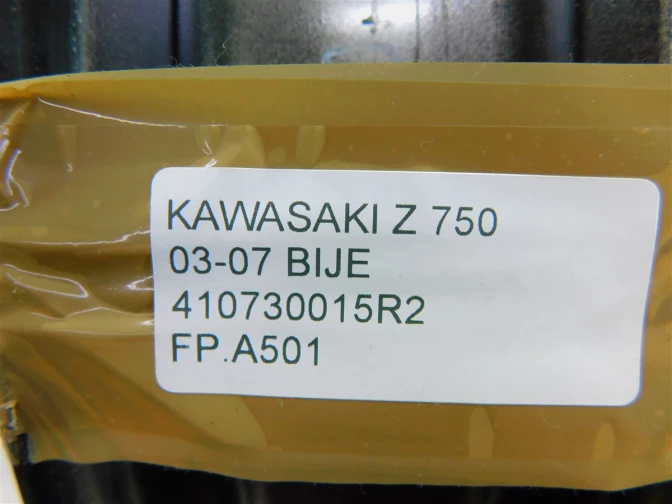 KAWASAKI Z 750
03-07 BIJE
410730015R2
FP.A501